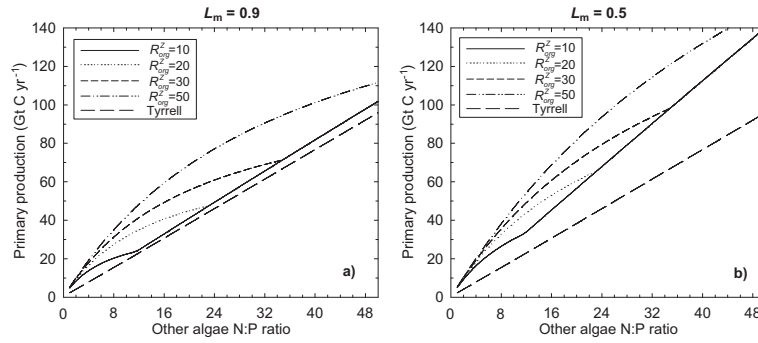 L_m = 0.9
Primary production (Gt C yr⁻¹)
140
120
100
80
60
40
20
0
R^Z_org=10
R^Z_org=20
R^Z_org=30
R^Z_org=50
Tyrrell
a)
0 8 16 24 32 40 48
Other algae N:P ratio
L_m = 0.5
Primary production (Gt C yr⁻¹)
140
120
100
80
60
40
20
0
R^Z_org=10
R^Z_org=20
R^Z_org=30
R^Z_org=50
Tyrrell
b)
0 8 16 24 32 40 48
Other algae N:P ratio